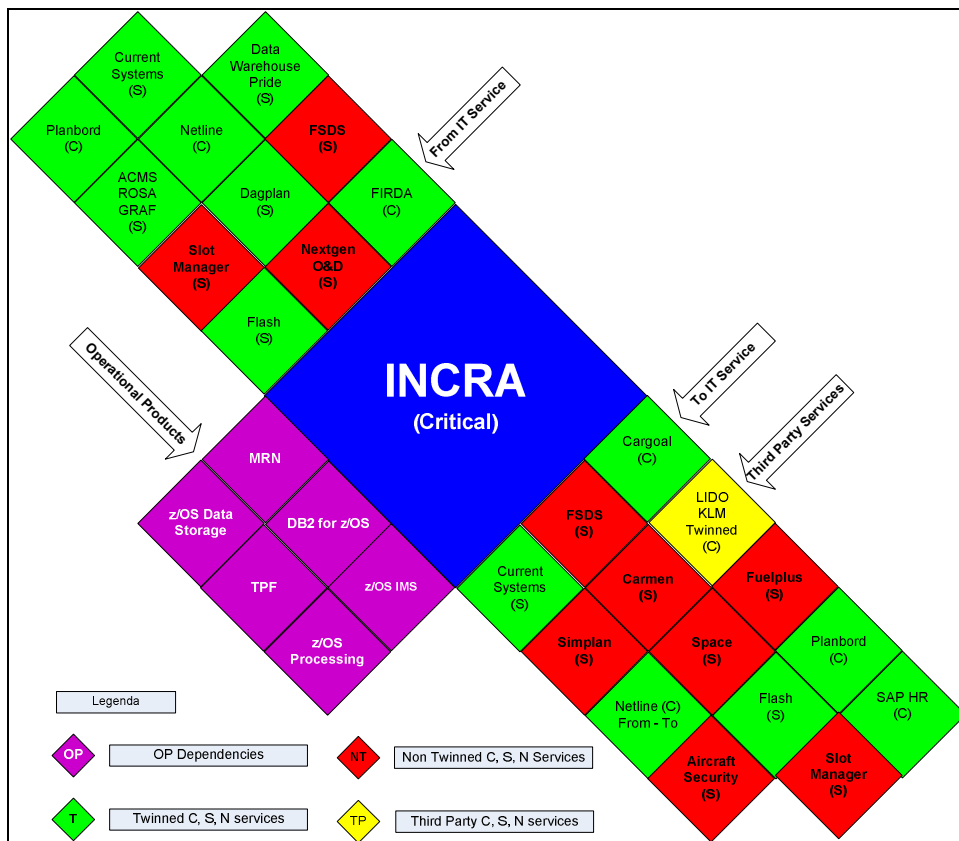 Current
Systems
(S)
Data
Warehouse
Pride
(S)
Planbord
(C)
Netline
(C)
FSDS
(S)
From IT Service
ACMS
ROSA
GRAF
(S)
Dagplan
(S)
FIRDA
(C)
Slot
Manager
(S)
Nextgen
O&D
(S)
Flash
(S)
Operational Products
INCRA
(Critical)
To IT Service
Third Party Services
MRN
Cargoal
(C)
z/OS Data
Storage
DB2 for z/OS
FSDS
(S)
LIDO
KLM
Twinned
(C)
TPF
z/OS IMS
Current
Systems
(S)
Carmen
(S)
Fuelplus
(S)
z/OS
Processing
Simplan
(S)
Space
(S)
Planbord
(C)
Netline (C)
From - To
Flash
(S)
SAP HR
(C)
Aircraft
Security
(S)
Slot
Manager
(S)
Legenda
OP
OP Dependencies
NT
Non Twinned C, S, N Services
T
Twinned C, S, N services
TP
Third Party C, S, N services